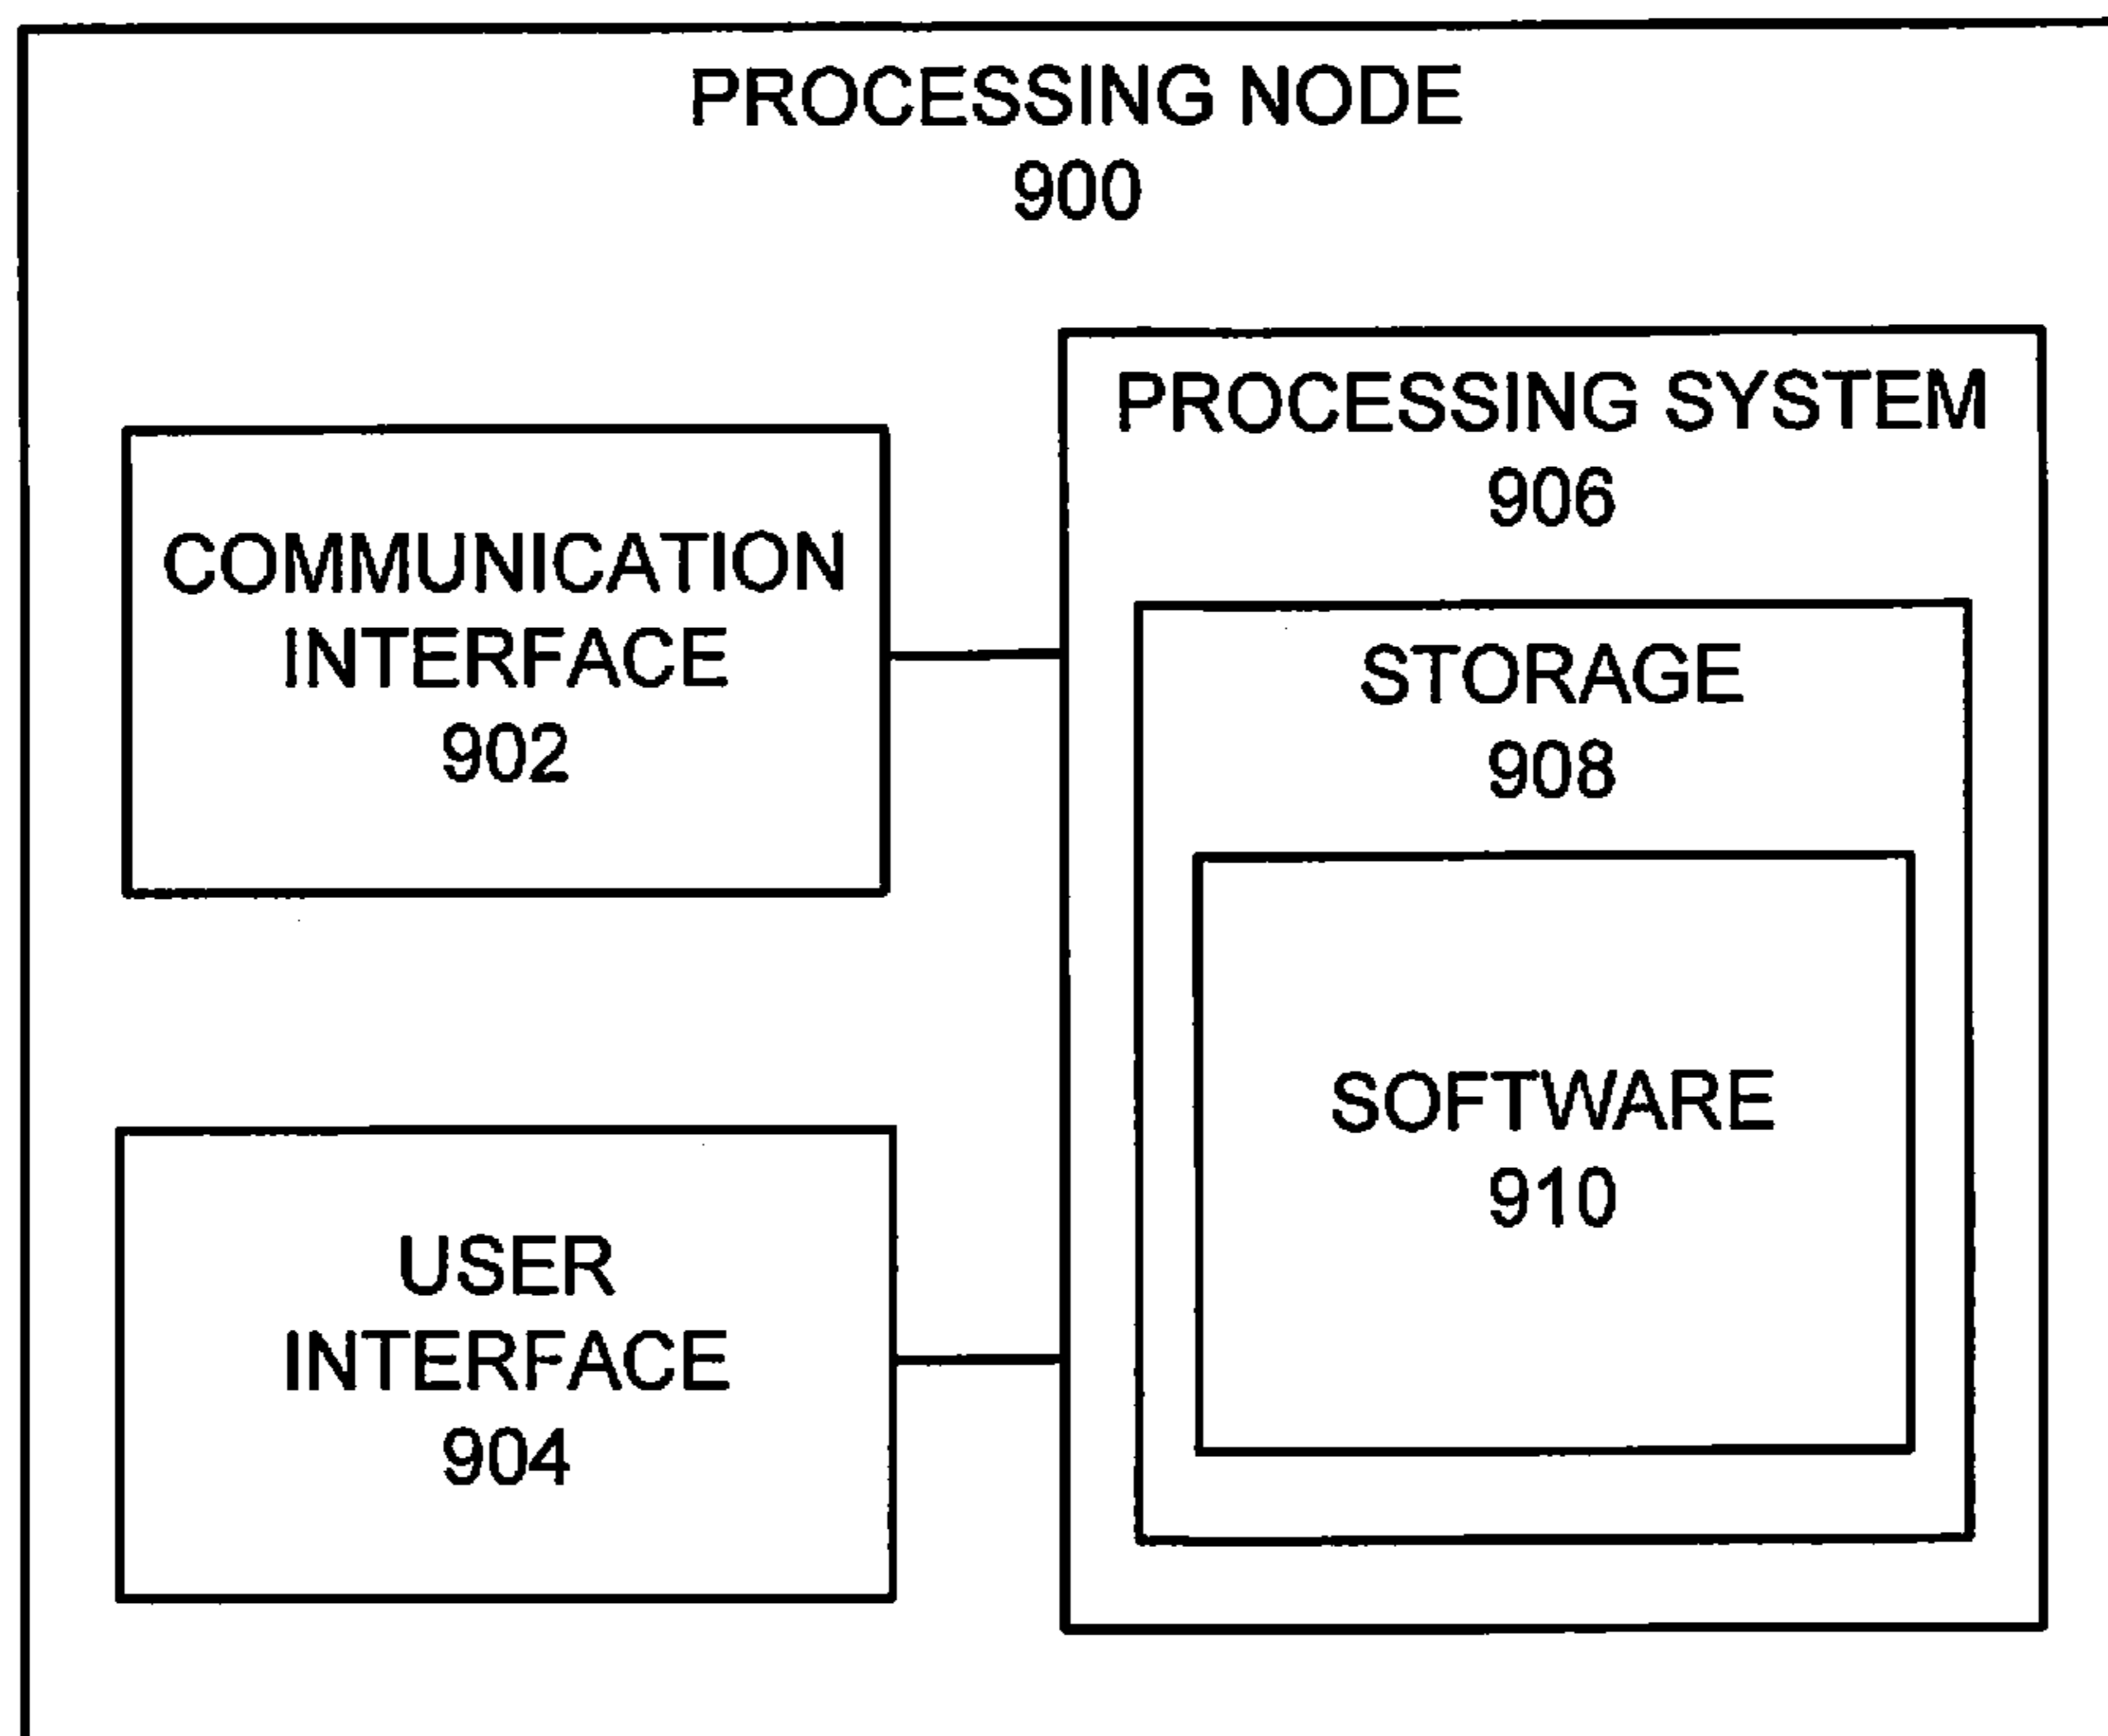 PROCESSING NODE
900
PROCESSING SYSTEM
906
COMMUNICATION
INTERFACE
902
STORAGE
908
SOFTWARE
910
USER
INTERFACE
904